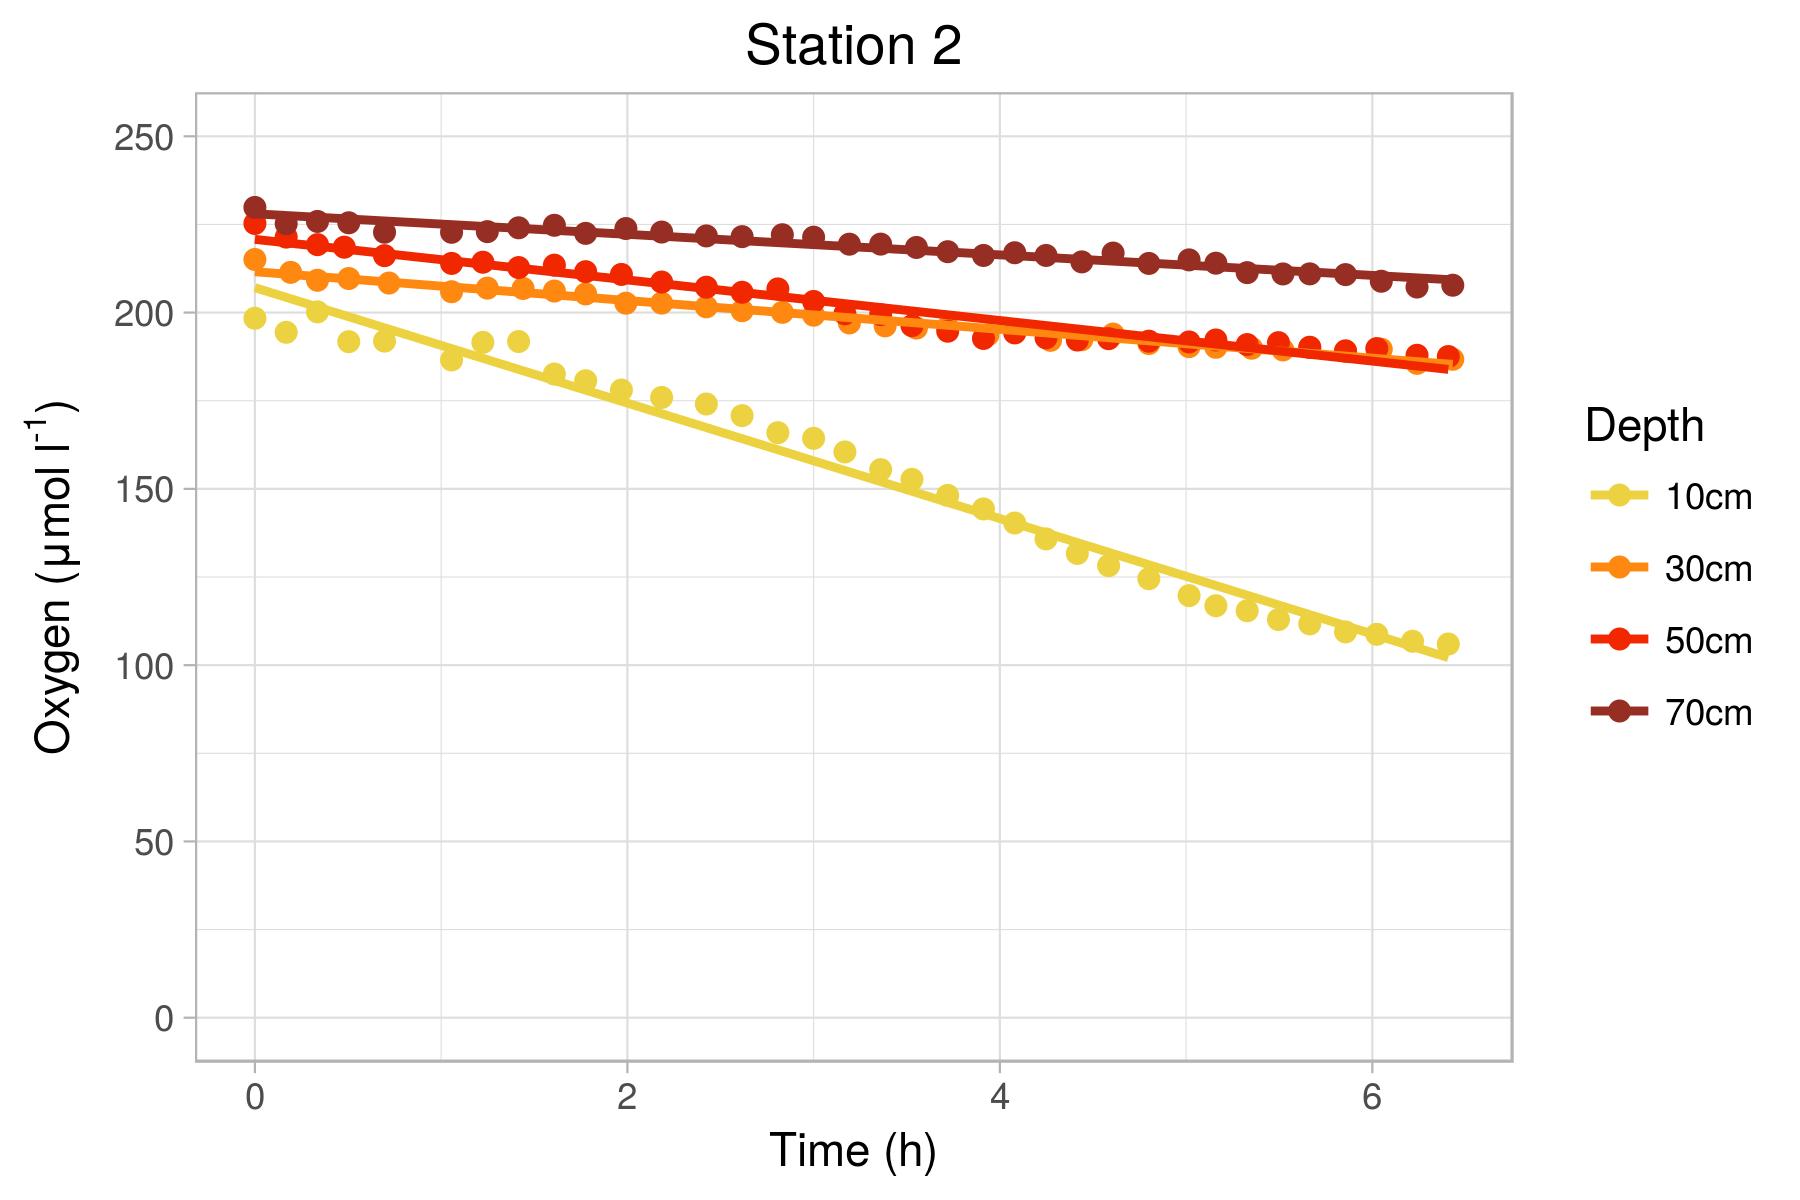 Station 2
250
200
150
100
50
0
Oxygen (µmol l⁻¹)
0 2 4 6
Time (h)
Depth
10cm
30cm
50cm
70cm